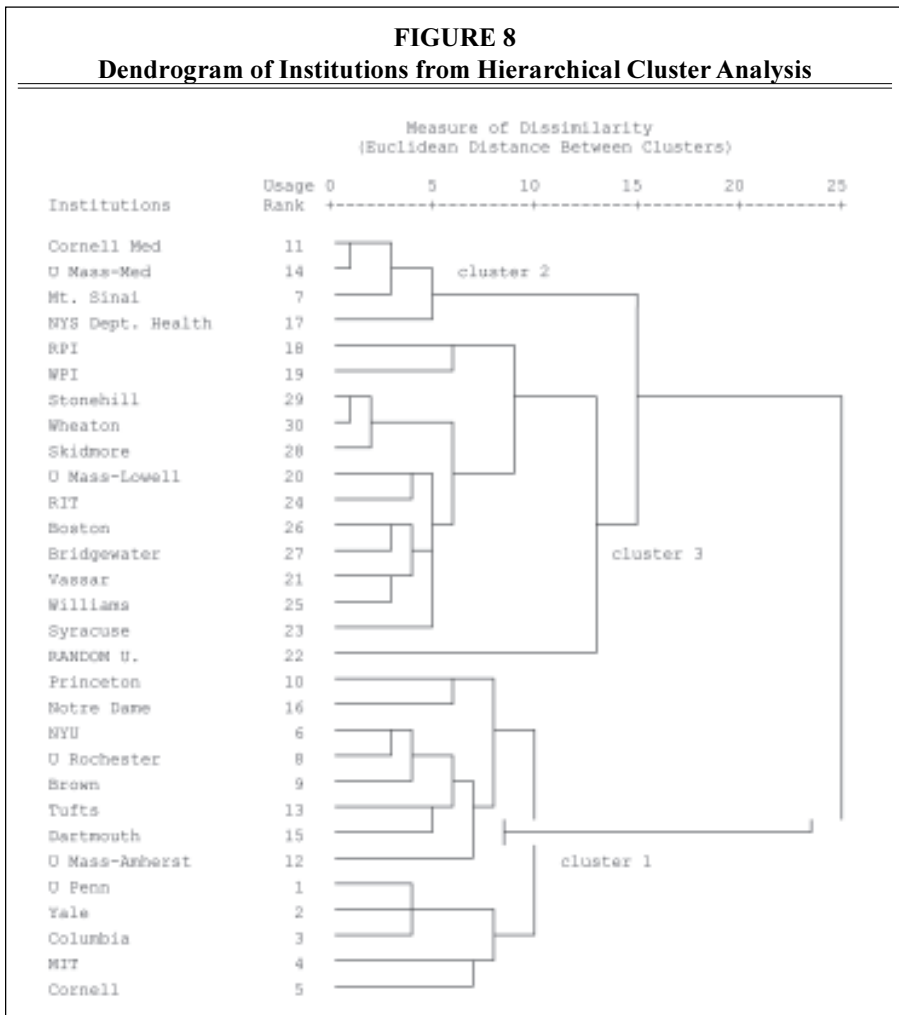 FIGURE 8
Dendrogram of Institutions from Hierarchical Cluster Analysis
Measure of Dissimilarity
(Euclidean Distance Between Clusters)
Usage 0 5 10 15 20 25
Institutions Rank +---------+---------+---------+---------+---------+
Cornell Med 11
U Mass-Med 14
cluster 2
Mt. Sinai 7
NYS Dept. Health 17
RPI 18
WPI 19
Stonehill 29
Wheaton 30
Skidmore 28
U Mass-Lowell 20
RIT 24
Boston 26
Bridgewater 27
cluster 3
Vassar 21
Williams 25
Syracuse 23
RANDOM U. 22
Princeton 10
Notre Dame 16
NYU 6
U Rochester 8
Brown 9
Tufts 13
Dartmouth 15
U Mass-Amherst 12
cluster 1
U Penn 1
Yale 2
Columbia 3
MIT 4
Cornell 5